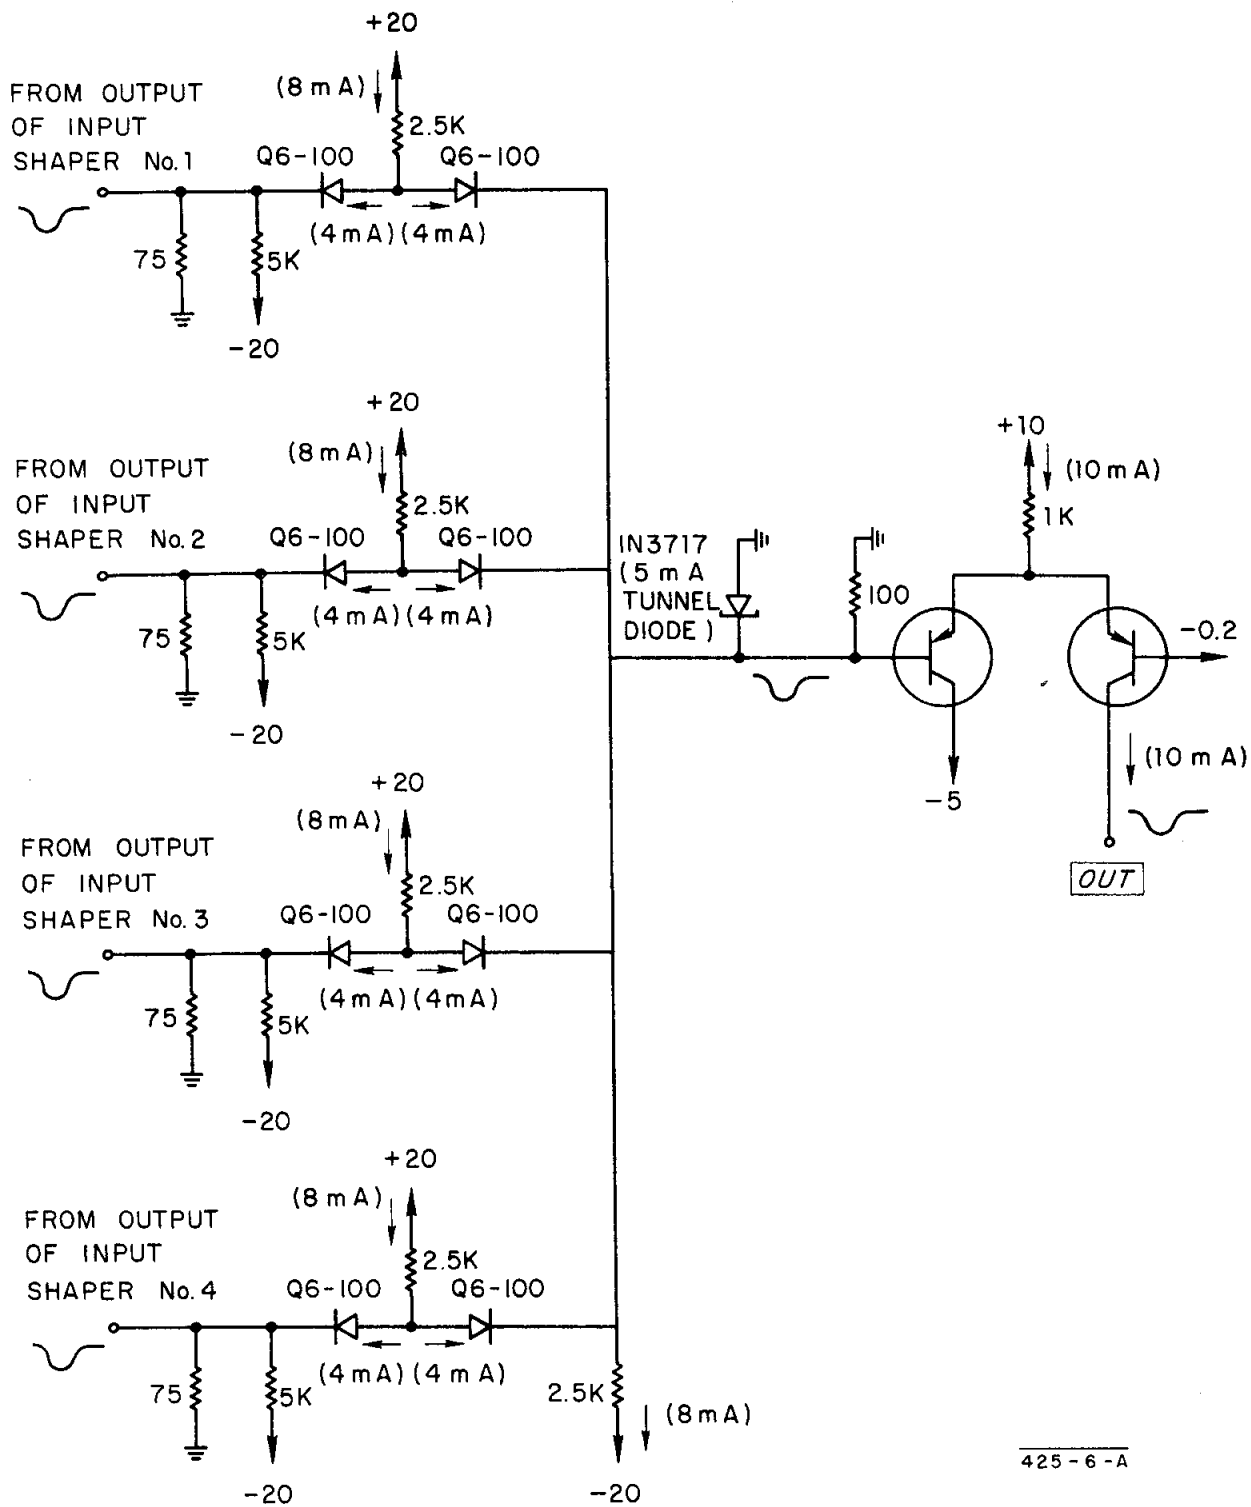 +20
(8 mA)
FROM OUTPUT
OF INPUT
SHAPER No. 1
2.5K
Q6-100
Q6-100
(4 mA) (4 mA)
75
5K
-20
+20
(8 mA)
FROM OUTPUT
OF INPUT
SHAPER No. 2
2.5K
Q6-100
Q6-100
(4 mA) (4 mA)
75
5K
-20
IN3717
(5 mA
TUNNEL
DIODE)
100
+10
(10 mA)
1K
-0.2
-5
(10 mA)
OUT
+20
(8 mA)
FROM OUTPUT
OF INPUT
SHAPER No. 3
2.5K
Q6-100
Q6-100
(4 mA) (4 mA)
75
5K
-20
+20
(8 mA)
FROM OUTPUT
OF INPUT
SHAPER No. 4
2.5K
Q6-100
Q6-100
(4 mA) (4 mA)
75
5K
-20
2.5K
(8 mA)
-20
425-6-A